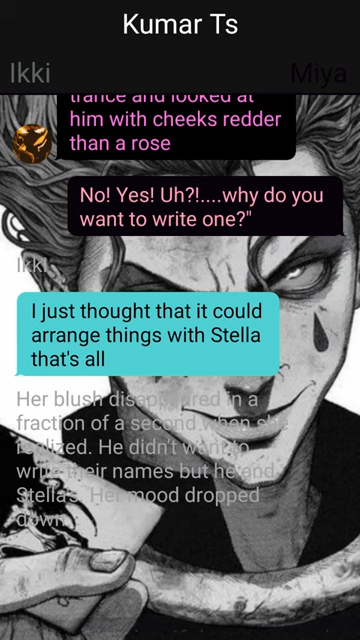 Kumar Ts
Ikki
Miya
trance and looked at
him with cheeks redder
than a rose
No! Yes! Uh?!....why do you
want to write one?"
Ikki
I just thought that it could
arrange things with Stella
that's all
Her blush disappeared in a
fraction of a second when she
realized. He didn't want to
write their names but he and
Stella's. Her mood dropped
down